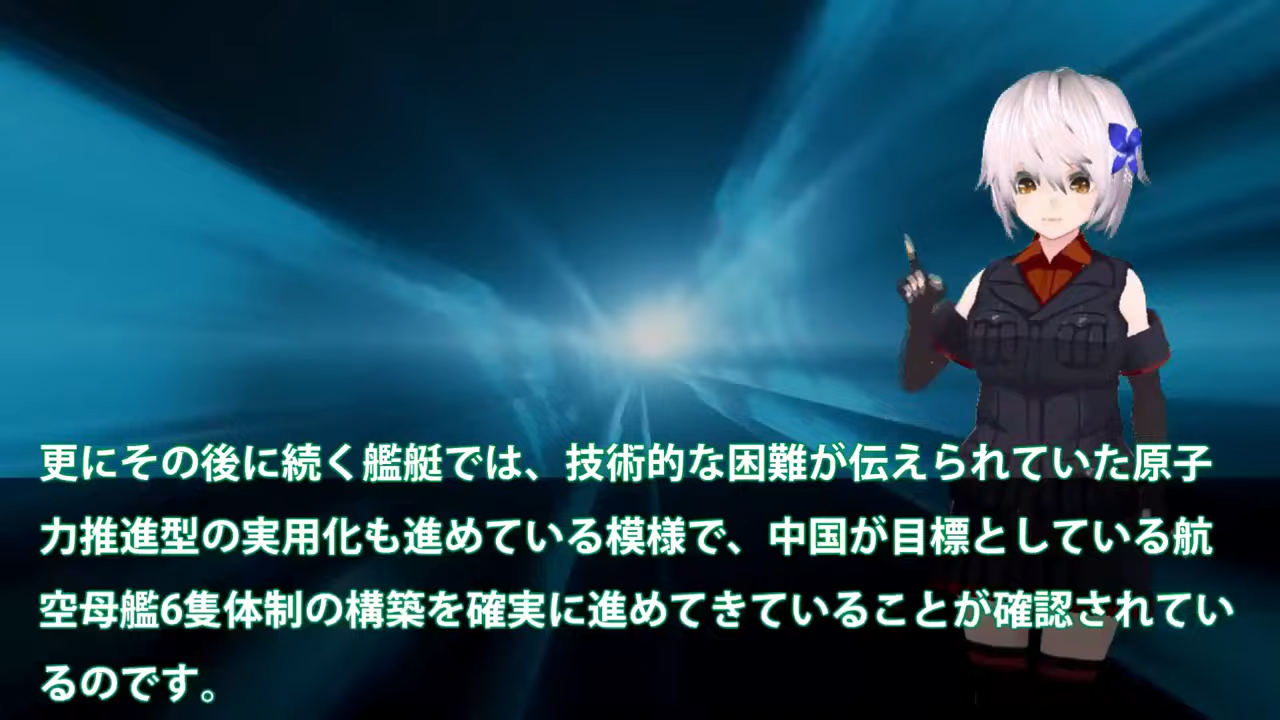 更にその後に続く艦艇では、技術的な困難が伝えられていた原子
力推進型の実用化も進めている模様で、中国が目標としている航
空母艦6隻体制の構築を確実に進めてきていることが確認されてい
るのです。